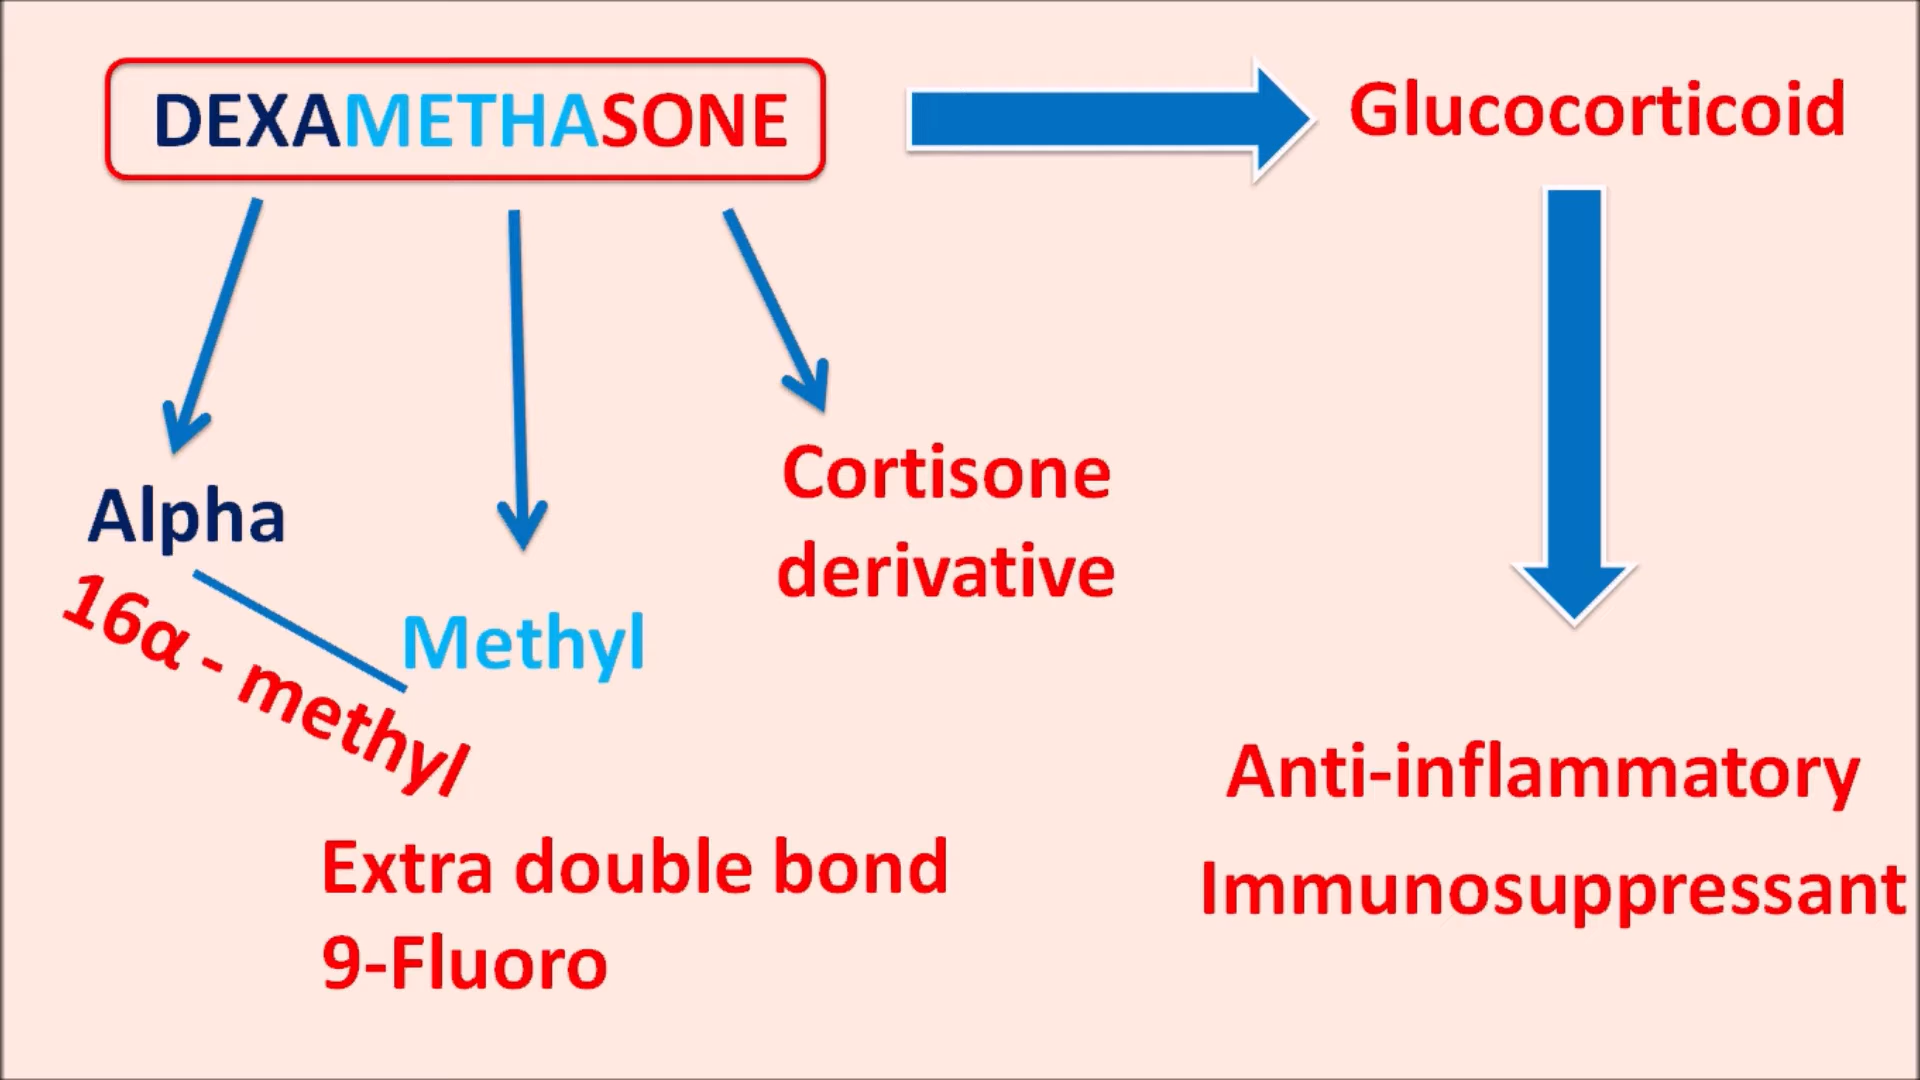 DEXAMETHASONE
Glucocorticoid
Alpha
16α - methyl
Methyl
Cortisone
derivative
Extra double bond
9-Fluoro
Anti-inflammatory
Immunosuppressant